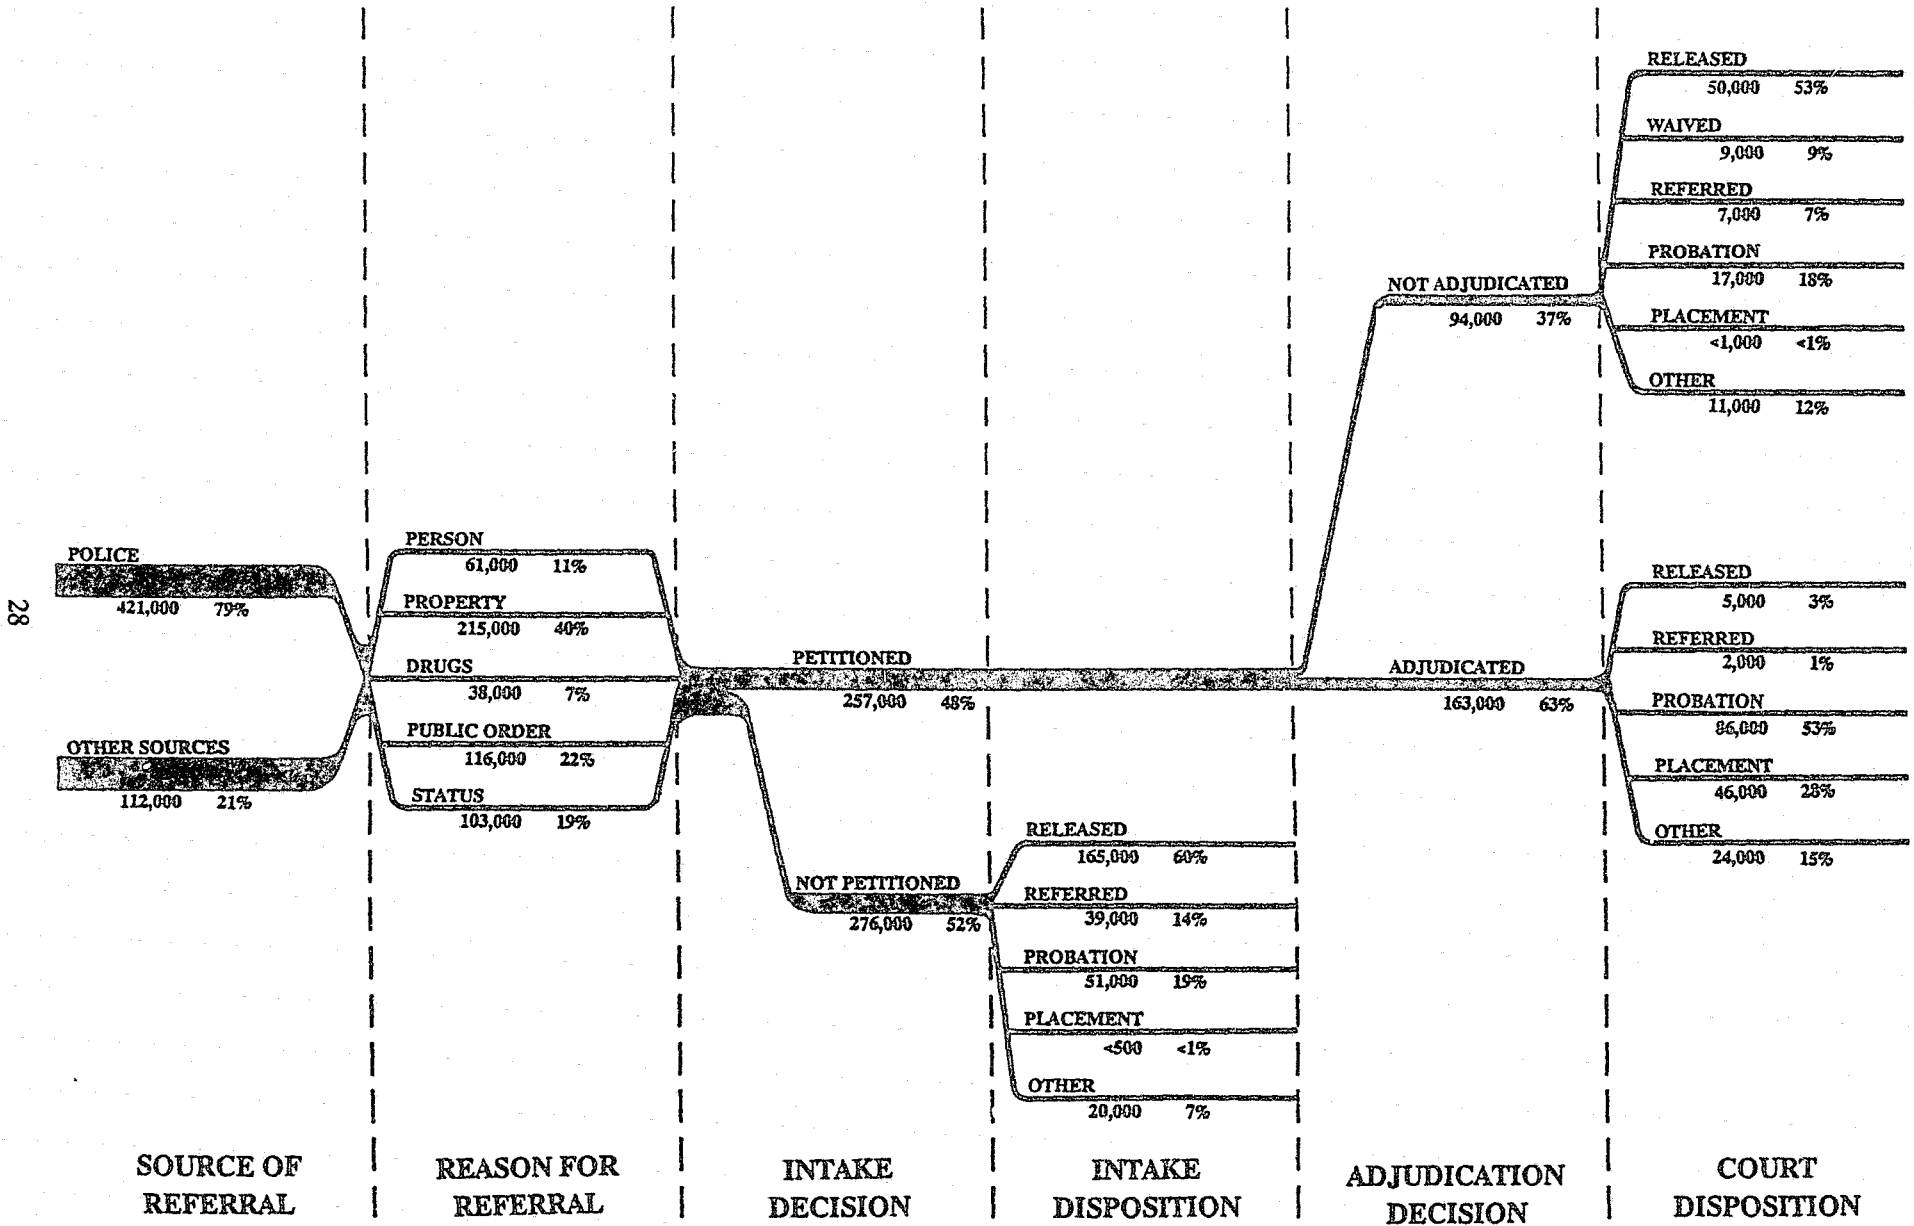 28
POLICE
421,000 79%
OTHER SOURCES
112,000 21%
SOURCE OF
REFERRAL
PERSON
61,000 11%
PROPERTY
215,000 40%
DRUGS
38,000 7%
PUBLIC ORDER
116,000 22%
STATUS
103,000 19%
REASON FOR
REFERRAL
PETITIONED
257,000 48%
NOT PETITIONED
276,000 52%
INTAKE
DECISION
RELEASED
165,000 60%
REFERRED
39,000 14%
PROBATION
51,000 19%
PLACEMENT
<500 <1%
OTHER
20,000 7%
INTAKE
DISPOSITION
NOT ADJUDICATED
94,000 37%
ADJUDICATED
163,000 63%
ADJUDICATION
DECISION
RELEASED
50,000 53%
WAIVED
9,000 9%
REFERRED
7,000 7%
PROBATION
17,000 18%
PLACEMENT
<1,000 <1%
OTHER
11,000 12%
RELEASED
5,000 3%
REFERRED
2,000 1%
PROBATION
86,000 53%
PLACEMENT
46,000 28%
OTHER
24,000 15%
COURT
DISPOSITION